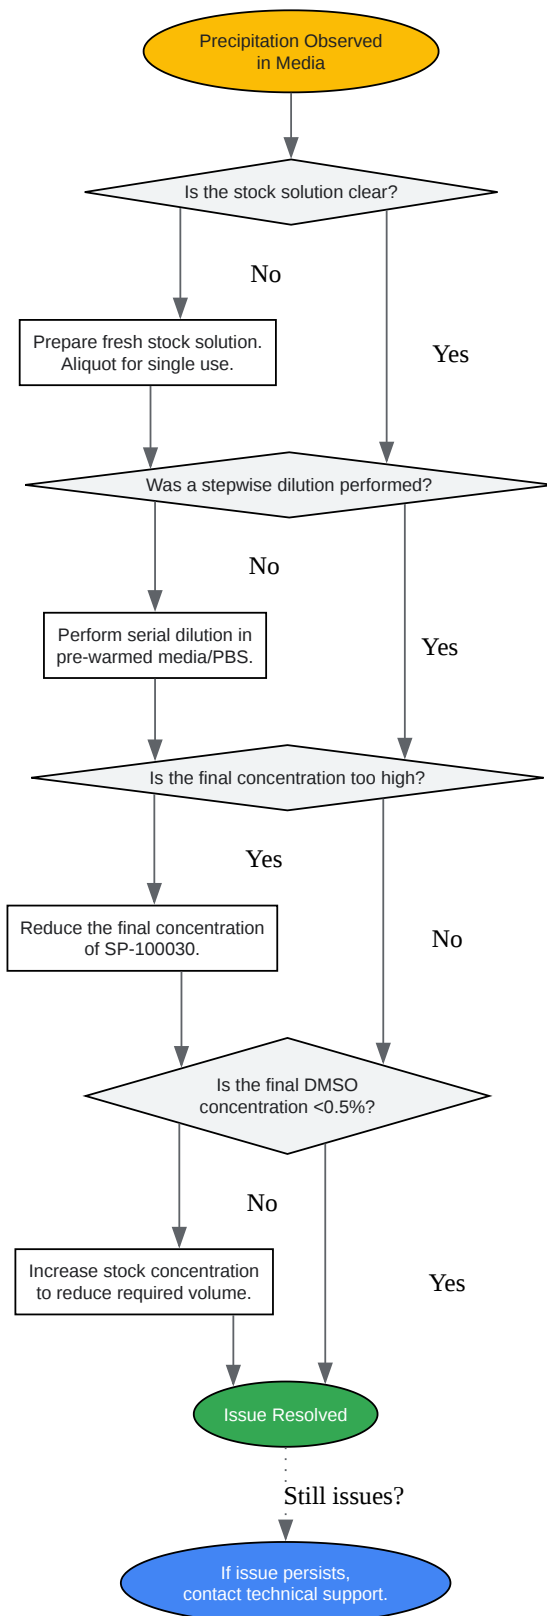 Precipitation Observed
in Media
Is the stock solution clear?
No
Prepare fresh stock solution.
Aliquot for single use.
Yes
Was a stepwise dilution performed?
No
Perform serial dilution in
pre-warmed media/PBS.
Yes
Is the final concentration too high?
Yes
Reduce the final concentration
of SP-100030.
No
Is the final DMSO
concentration <0.5%?
No
Increase stock concentration
to reduce required volume.
Yes
Issue Resolved
Still issues?
If issue persists,
contact technical support.